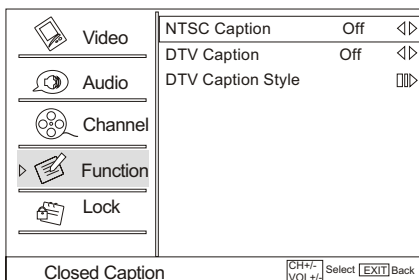 Video
Audio
Channel
Function
Lock
NTSC Caption Off
DTV Caption Off
DTV Caption Style
Closed Caption
CH+/-
VOL+/-
Select EXIT Back